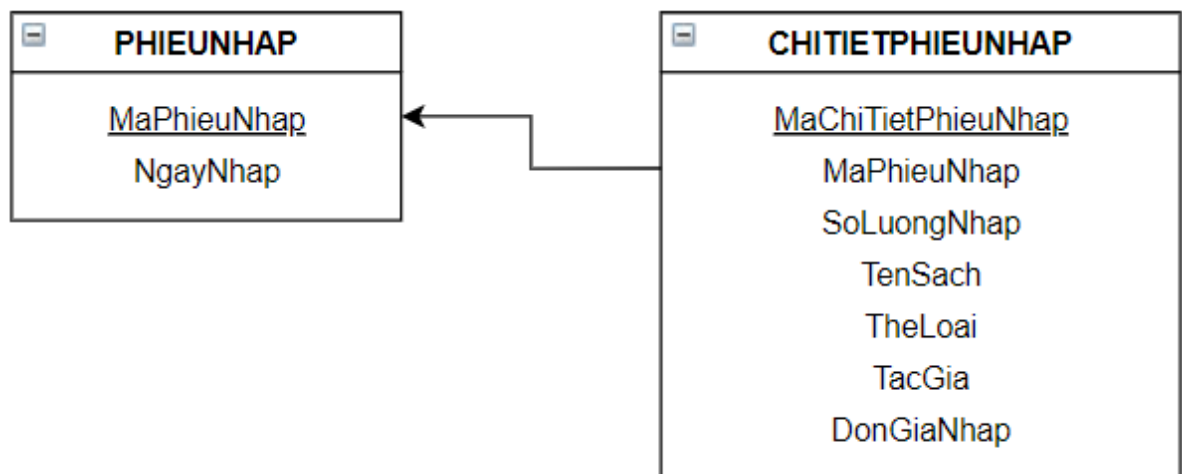 PHIEUNHAP
MaPhieuNhap
NgayNhap
CHITIETPHIEUNHAP
MaChiTietPhieuNhap
MaPhieuNhap
SoLuongNhap
TenSach
TheLoai
TacGia
DonGiaNhap